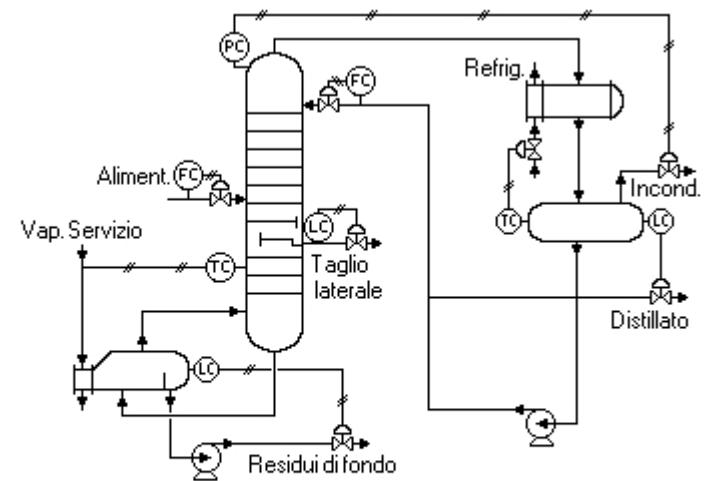 PC
FC
Refrig.
Aliment.
FC
Incond.
LC
TC
LC
Vap. Servizio
TC
Taglio
laterale
Distillato
LC
Residui di fondo